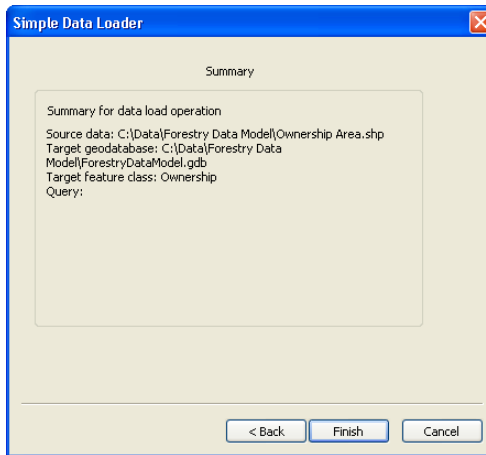 Simple Data Loader
Summary
Summary for data load operation
Source data: C:\Data\Forestry Data Model\Ownership Area.shp
Target geodatabase: C:\Data\Forestry Data
Model\ForestryDataModel.gdb
Target feature class: Ownership
Query:
< Back Finish Cancel